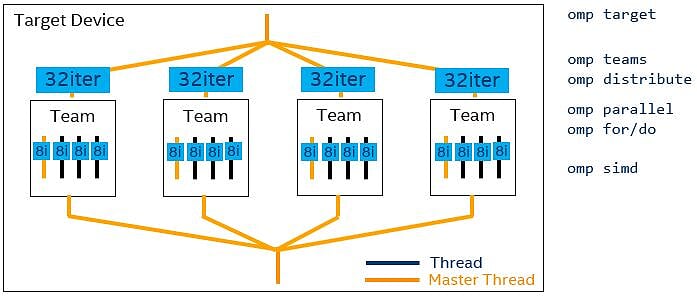 Target Device
omp target
omp teams
32iter 32iter 32iter 32iter
omp distribute
Team Team Team Team
omp parallel
omp for/do
8i 8i 8i 8i 8i 8i 8i 8i 8i 8i 8i 8i 8i 8i 8i 8i
omp simd
Thread
Master Thread